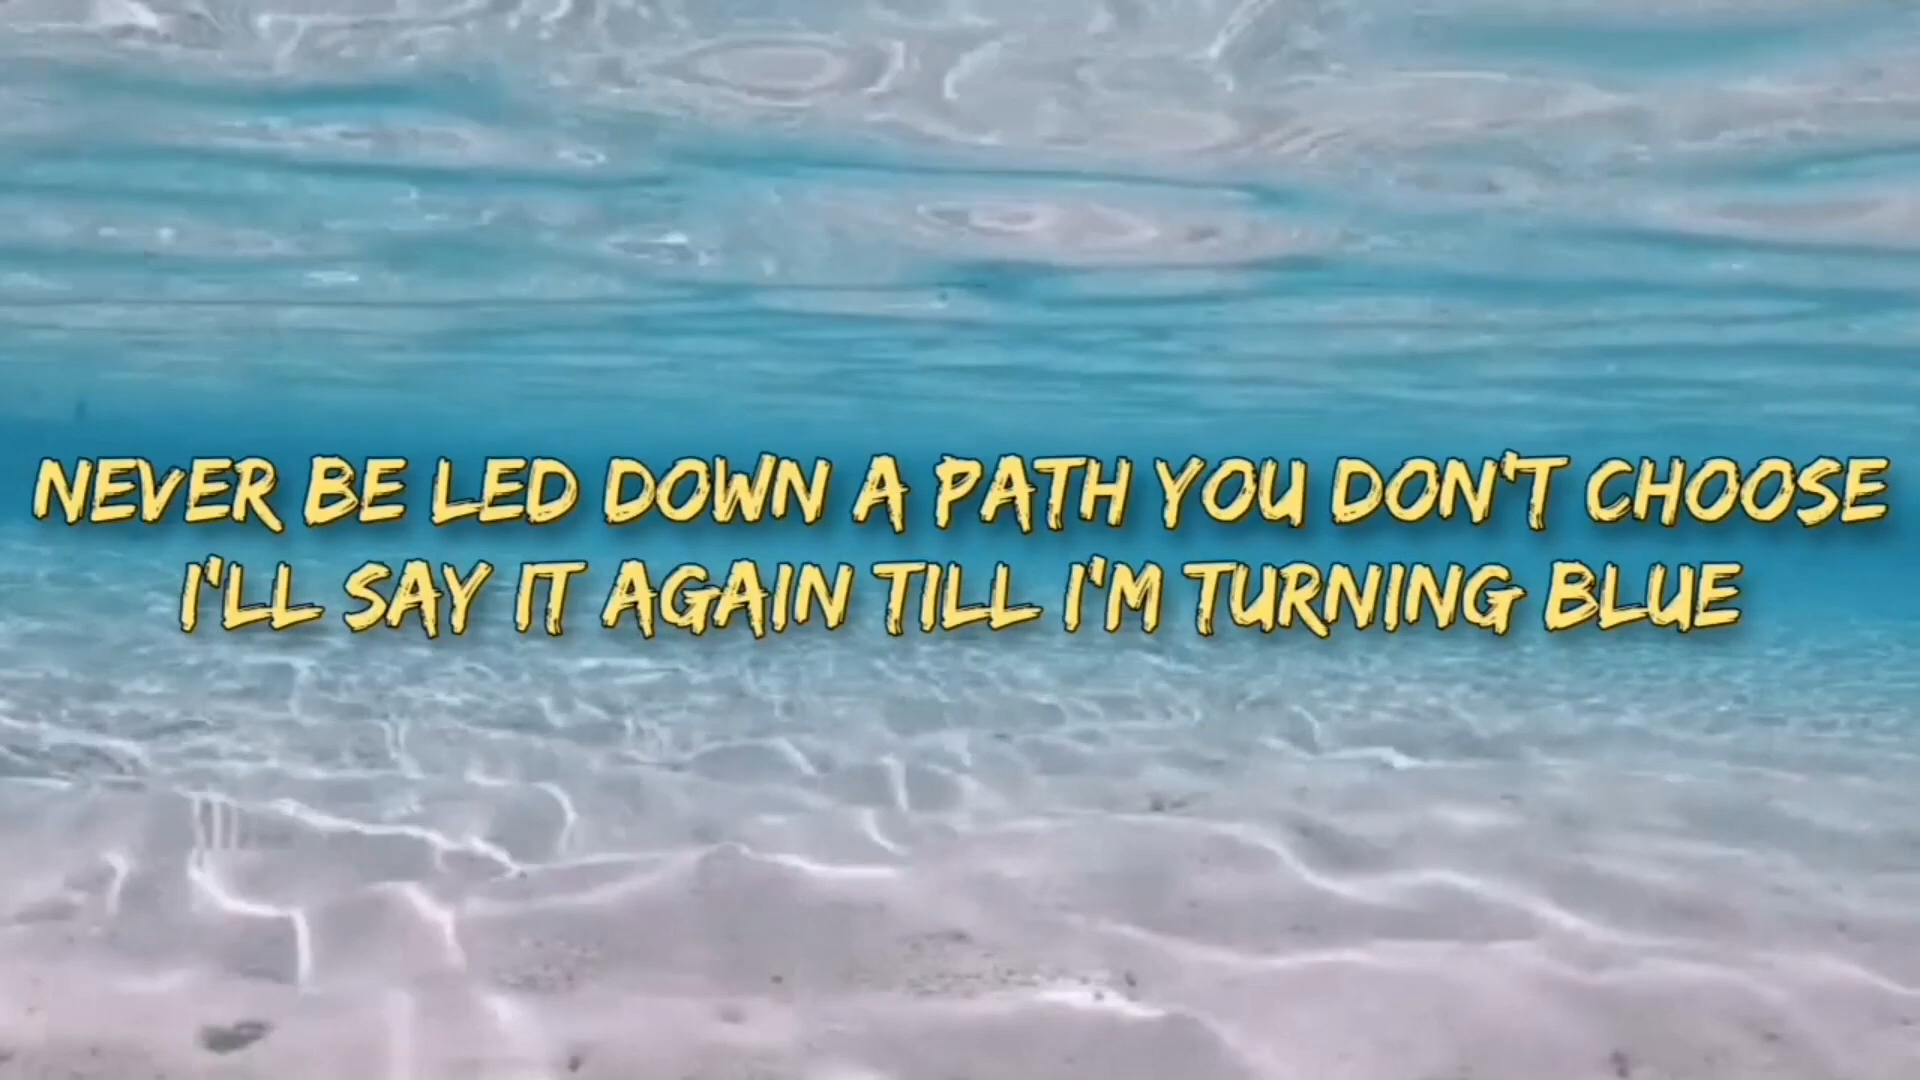 NEVER BE LED DOWN A PATH YOU DON'T CHOOSE
I'LL SAY IT AGAIN TILL I'M TURNING BLUE